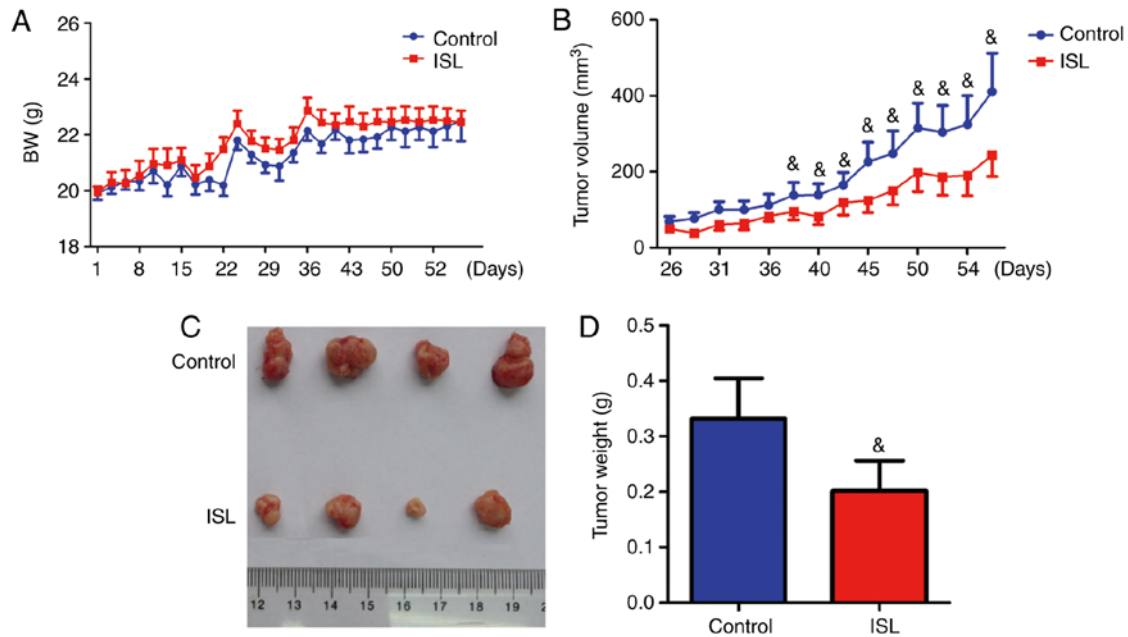 A
26
24
22
20
18
BW (g)
Control
ISL
1 8 15 22 29 36 43 50 52 (Days)
B
600
400
200
0
Tumor volume (mm³)
& & & & & & & & &
Control
ISL
26 31 36 40 45 50 54 (Days)
C
Control
ISL
12 13 14 15 16 17 18 19 2
D
0.5
0.4
0.3
0.2
0.1
0.0
Tumor weight (g)
&
Control ISL